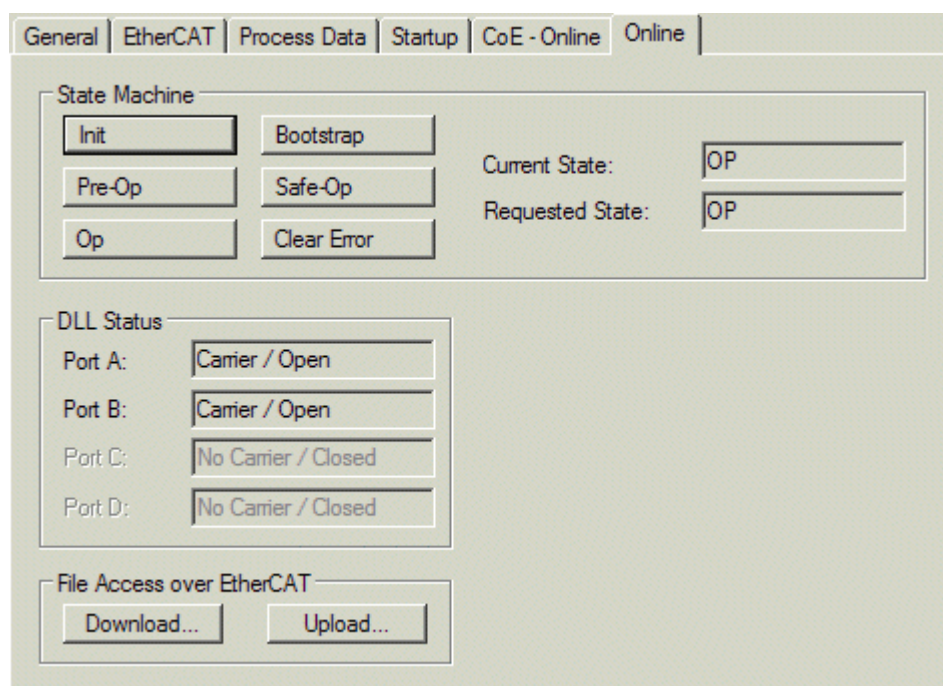 General EtherCAT Process Data Startup CoE - Online Online
State Machine
Init Bootstrap
Pre-Op Safe-Op
Op Clear Error
Current State: OP
Requested State: OP
DLL Status
Port A: Carrier / Open
Port B: Carrier / Open
Port C: No Carrier / Closed
Port D: No Carrier / Closed
File Access over EtherCAT
Download... Upload...